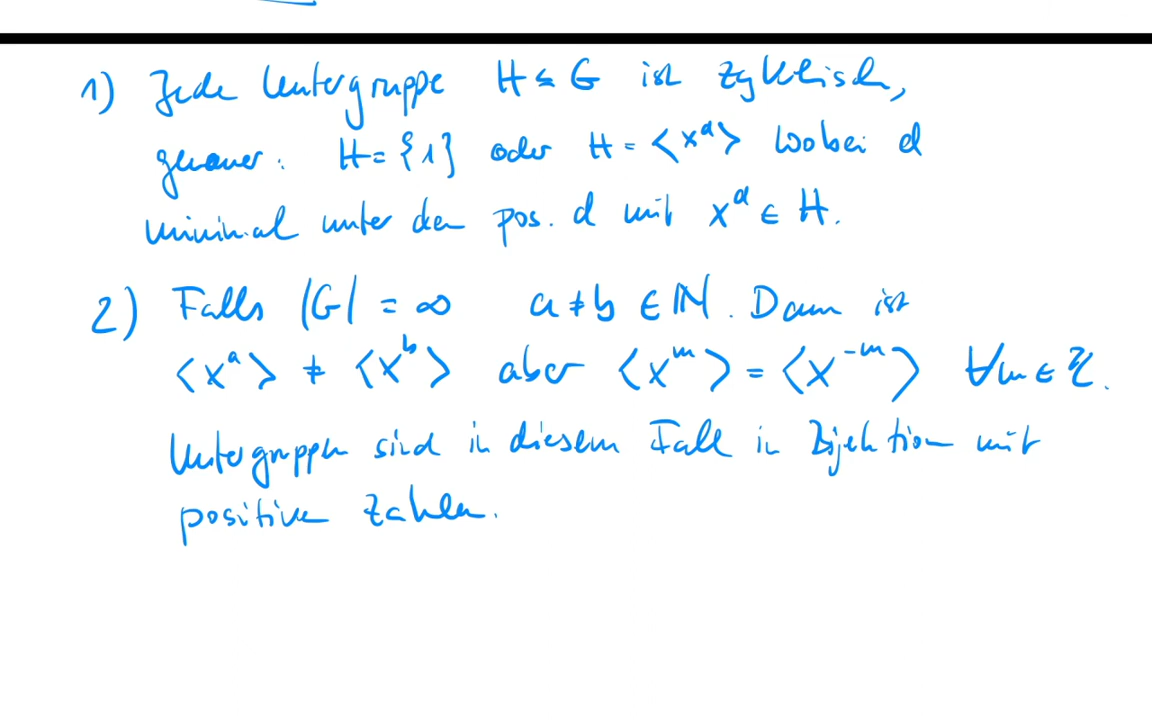 1) Jede Untergruppe H ≤ G ist zyklisch,
genauer: H = {1} oder H = <x^d> wobei d
minimal unter den pos. d mit x^d ∈ H.
2) Falls |G| = ∞ a ≠ b ∈ ℕ. Dann ist
<x^a> ≠ <x^b> aber <x^m> = <x^-m> ∀m ∈ ℤ.
Untergruppen sind in diesem Fall in Bijektion mit
positiven Zahlen.